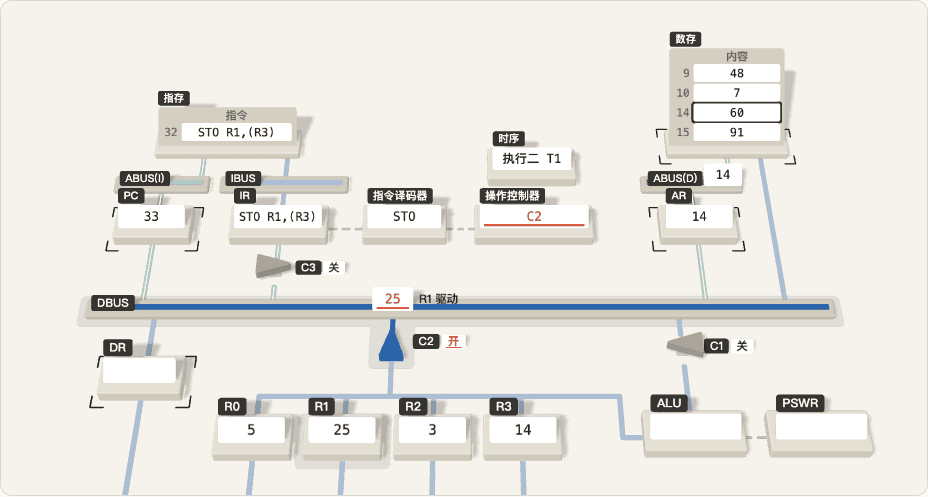 数存
内容
9 48
10 7
14 60
15 91
指存
指令
32 STO R1,(R3)
时序
执行二 T1
ABUS(I)
IBUS
ABUS(D) 14
PC
33
IR
STO R1,(R3)
指令译码器
STO
操作控制器
C2
AR
14
C3 关
DBUS
25 R1 驱动
C2 开
C1 关
DR
R0
5
R1
25
R2
3
R3
14
ALU
PSWR